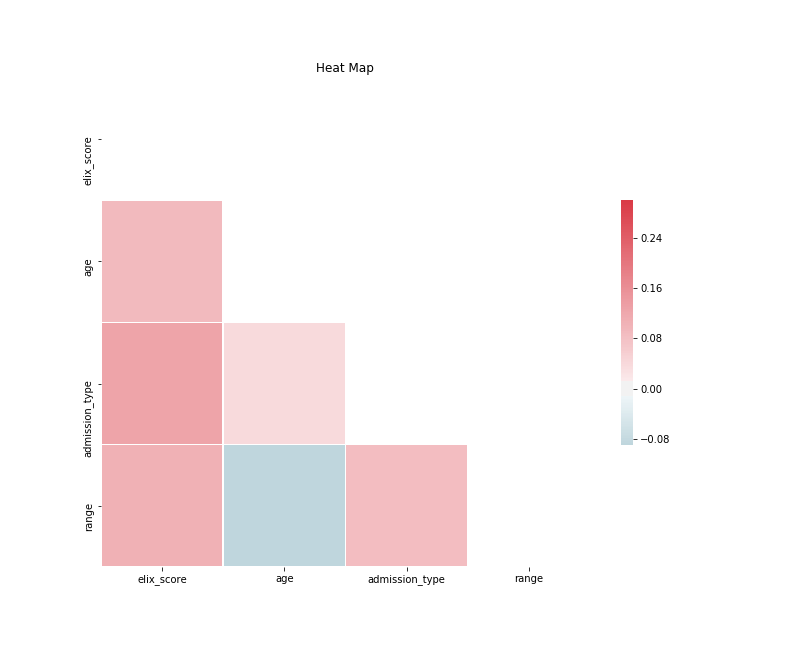 Heat Map
elix_score
age
admission_type
range
elix_score
age
admission_type
range
0.24
0.16
0.08
0.00
−0.08